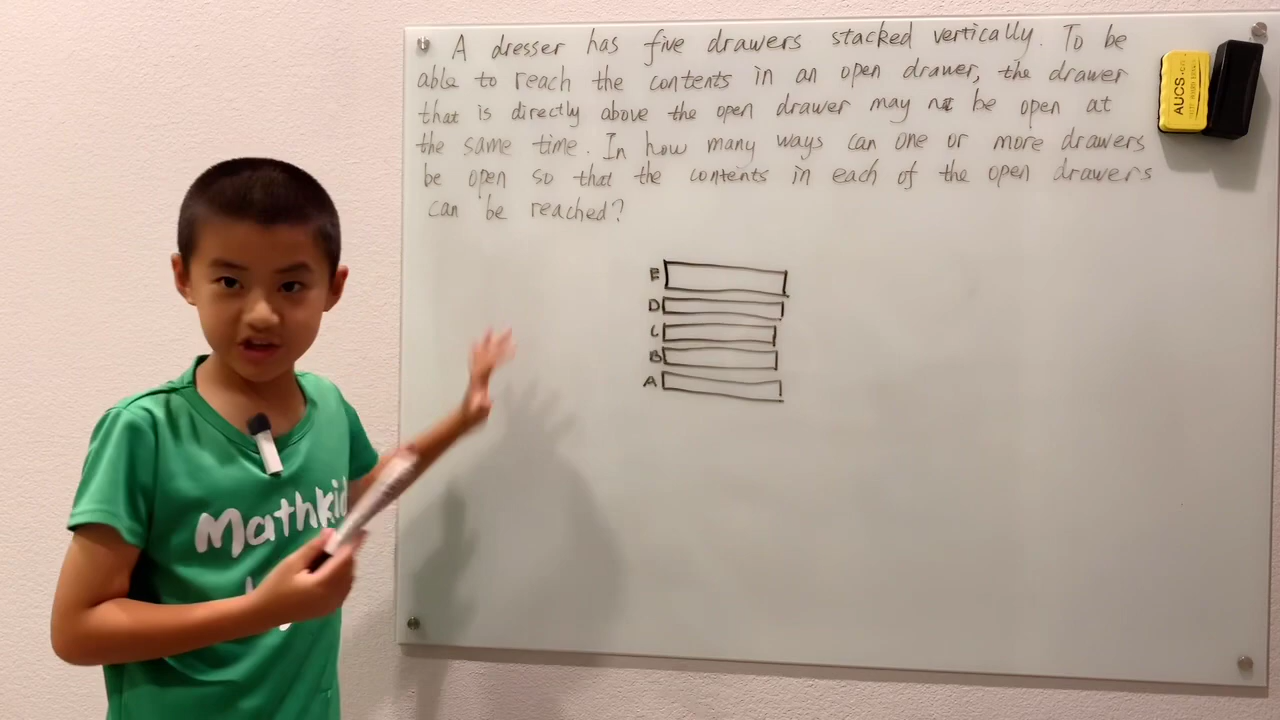 A dresser has five drawers stacked vertically. To be
able to reach the contents in an open drawer, the drawer
that is directly above the open drawer may not be open at
the same time. In how many ways can one or more drawers
be open so that the contents in each of the open drawers
can be reached?
E
D
C
B
A
AUCS
Mathkid